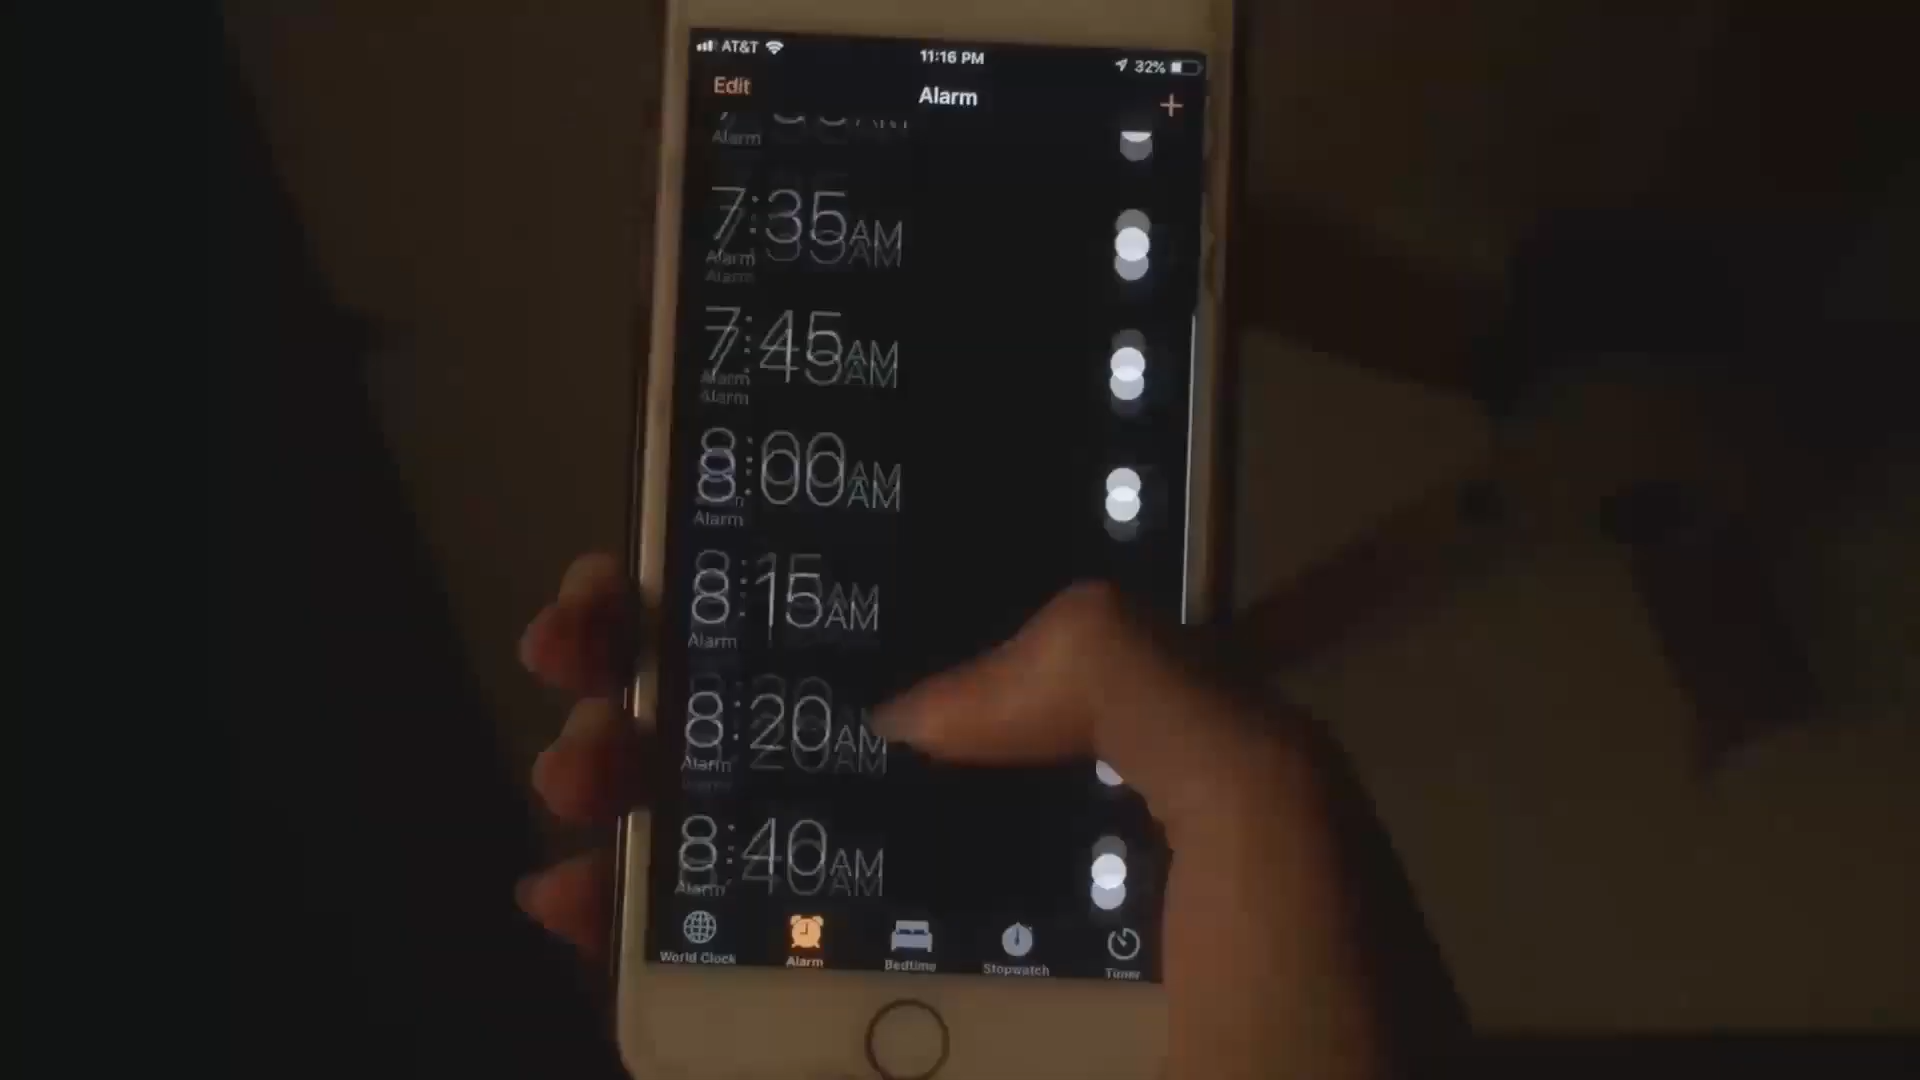 AT&T 11:16 PM 32%
Edit Alarm +
Alarm
7:35AM
Alarm
7:45AM
Alarm
8:00AM
Alarm
8:15AM
Alarm
8:20AM
Alarm
8:40AM
Alarm
World Clock Alarm Bedtime Stopwatch Timer